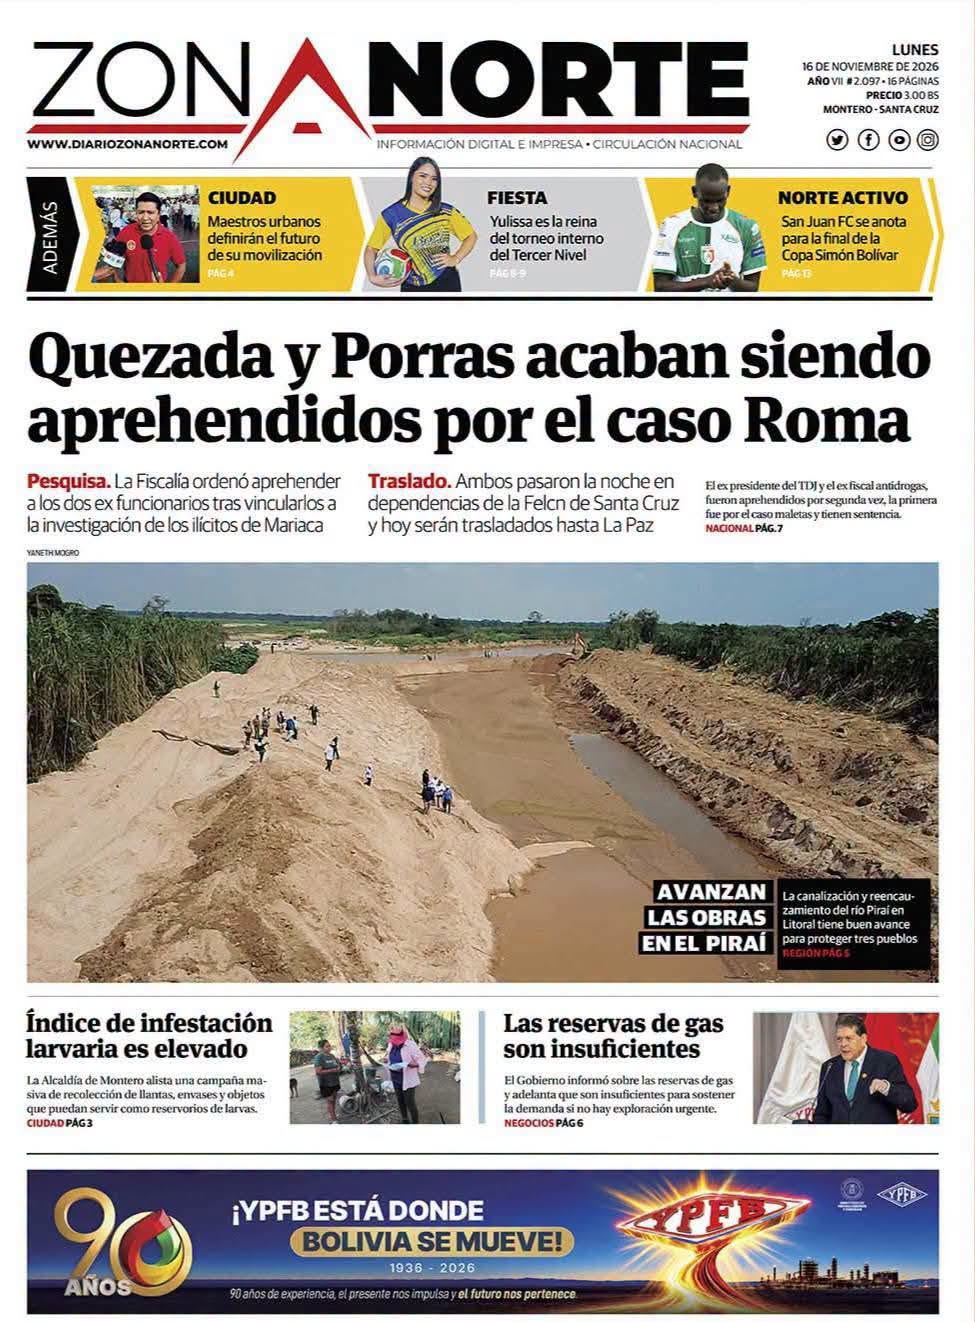 ZONA NORTE
WWW.DIARIOZONANORTE.COM
INFORMACIÓN DIGITAL E IMPRESA • CIRCULACIÓN NACIONAL
LUNES
16 DE NOVIEMBRE DE 2026
AÑO VII # 2.097 • 16 PÁGINAS
PRECIO 3.00 BS
MONTERO - SANTA CRUZ
ADEMÁS
CIUDAD
Maestros urbanos
definirán el futuro
de su movilización
PÁG 4
FIESTA
Yulissa es la reina
del torneo interno
del Tercer Nivel
PÁG 8-9
NORTE ACTIVO
San Juan FC se anota
para la final de la
Copa Simón Bolívar
PÁG 13
Quezada y Porras acaban siendo
aprehendidos por el caso Roma
Pesquisa. La Fiscalía ordenó aprehender
a los dos ex funcionarios tras vincularlos a
la investigación de los ilícitos de Mariaca
Traslado. Ambos pasaron la noche en
dependencias de la Felcn de Santa Cruz
y hoy serán trasladados hasta La Paz
El ex presidente del TDJ y el ex fiscal antidrogas,
fueron aprehendidos por segunda vez, la primera
fue por el caso maletas y tienen sentencia.
NACIONAL PÁG. 7
YANETH MOGRO
AVANZAN
LAS OBRAS
EN EL PIRAÍ
La canalización y reencau-
zamiento del río Piraí en
Litoral tiene buen avance
para proteger tres pueblos
REGIÓN PÁG 5
Índice de infestación
larvaria es elevado
La Alcaldía de Montero alista una campaña ma-
siva de recolección de llantas, envases y objetos
que puedan servir como reservorios de larvas.
CIUDAD PÁG 3
Las reservas de gas
son insuficientes
El Gobierno informó sobre las reservas de gas
y adelanta que son insuficientes para sostener
la demanda si no hay exploración urgente.
NEGOCIOS PÁG 6
90
AÑOS
¡YPFB ESTÁ DONDE
BOLIVIA SE MUEVE!
1936 - 2026
90 años de experiencia, el presente nos impulsa y el futuro nos pertenece.
YPFB
YPFB